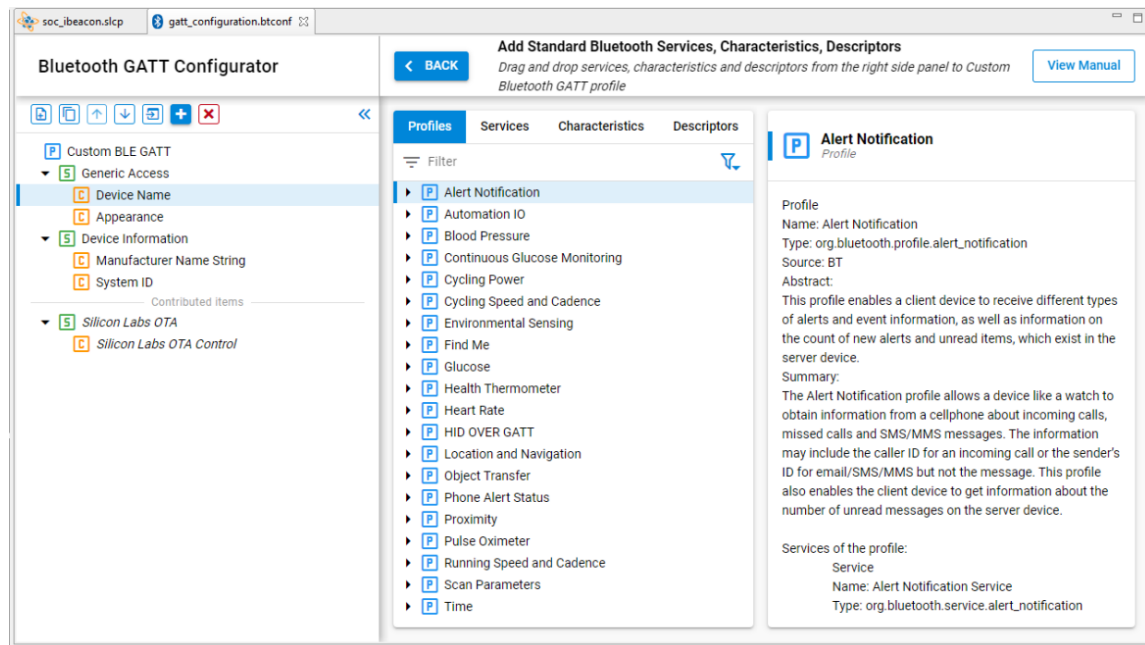 soc_ibeacon.slcp
gatt_configuration.btconf
Bluetooth GATT Configurator
BACK
Add Standard Bluetooth Services, Characteristics, Descriptors
Drag and drop services, characteristics and descriptors from the right side panel to Custom
Bluetooth GATT profile
View Manual
P Custom BLE GATT
S Generic Access
C Device Name
C Appearance
S Device Information
C Manufacturer Name String
C System ID
Contributed items
S Silicon Labs OTA
C Silicon Labs OTA Control
Profiles Services Characteristics Descriptors
Filter
P Alert Notification
P Automation IO
P Blood Pressure
P Continuous Glucose Monitoring
P Cycling Power
P Cycling Speed and Cadence
P Environmental Sensing
P Find Me
P Glucose
P Health Thermometer
P Heart Rate
P HID OVER GATT
P Location and Navigation
P Object Transfer
P Phone Alert Status
P Proximity
P Pulse Oximeter
P Running Speed and Cadence
P Scan Parameters
P Time
P Alert Notification
Profile
Profile
Name: Alert Notification
Type: org.bluetooth.profile.alert_notification
Source: BT
Abstract:
This profile enables a client device to receive different types
of alerts and event information, as well as information on
the count of new alerts and unread items, which exist in the
server device.
Summary:
The Alert Notification profile allows a device like a watch to
obtain information from a cellphone about incoming calls,
missed calls and SMS/MMS messages. The information
may include the caller ID for an incoming call or the sender's
ID for email/SMS/MMS but not the message. This profile
also enables the client device to get information about the
number of unread messages on the server device.
Services of the profile:
Service
Name: Alert Notification Service
Type: org.bluetooth.service.alert_notification